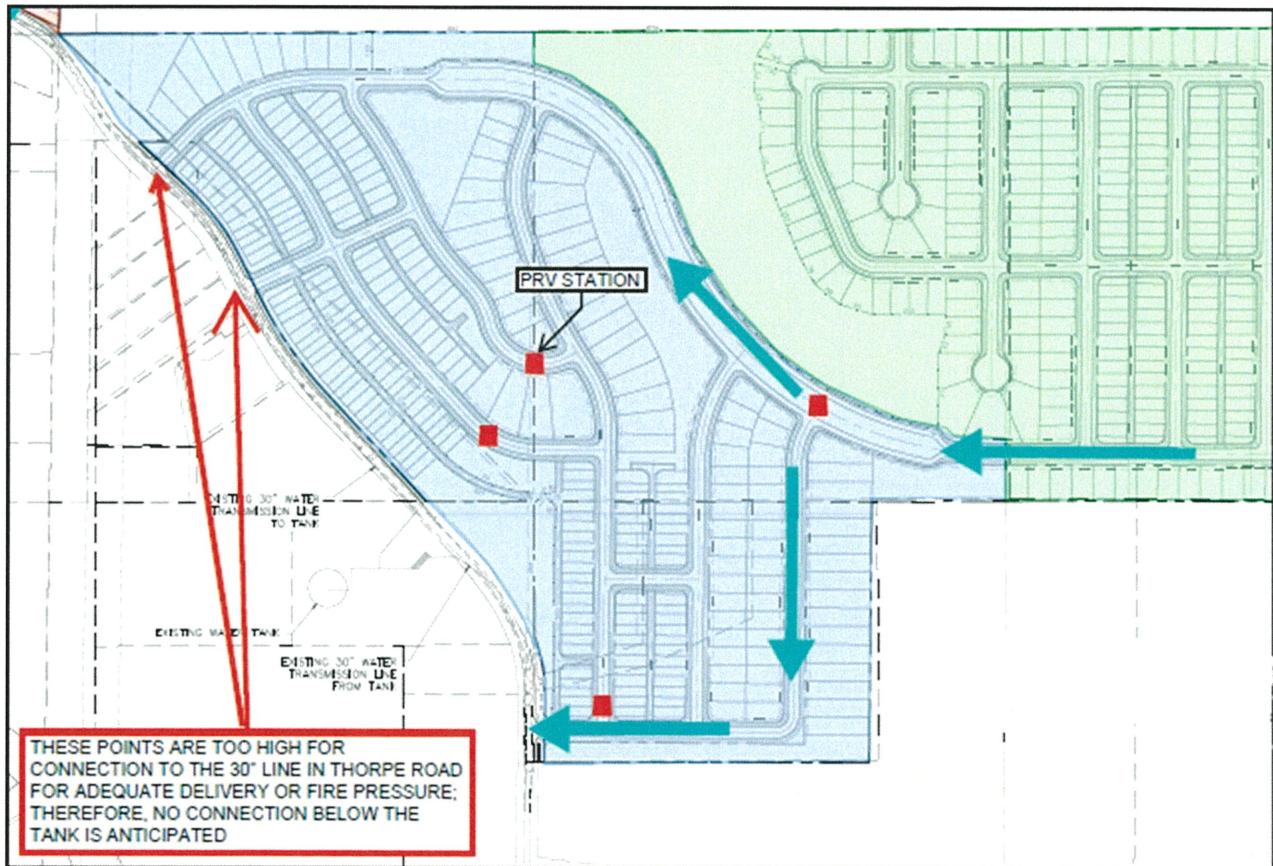 PRV STATION
EXISTING 30" WATER
TRANSMISSION LINE
TO TANK
EXISTING WATER TANK
EXISTING 30" WATER
TRANSMISSION LINE
FROM TANK
THESE POINTS ARE TOO HIGH FOR
CONNECTION TO THE 30" LINE IN THORPE ROAD
FOR ADEQUATE DELIVERY OR FIRE PRESSURE;
THEREFORE, NO CONNECTION BELOW THE
TANK IS ANTICIPATED